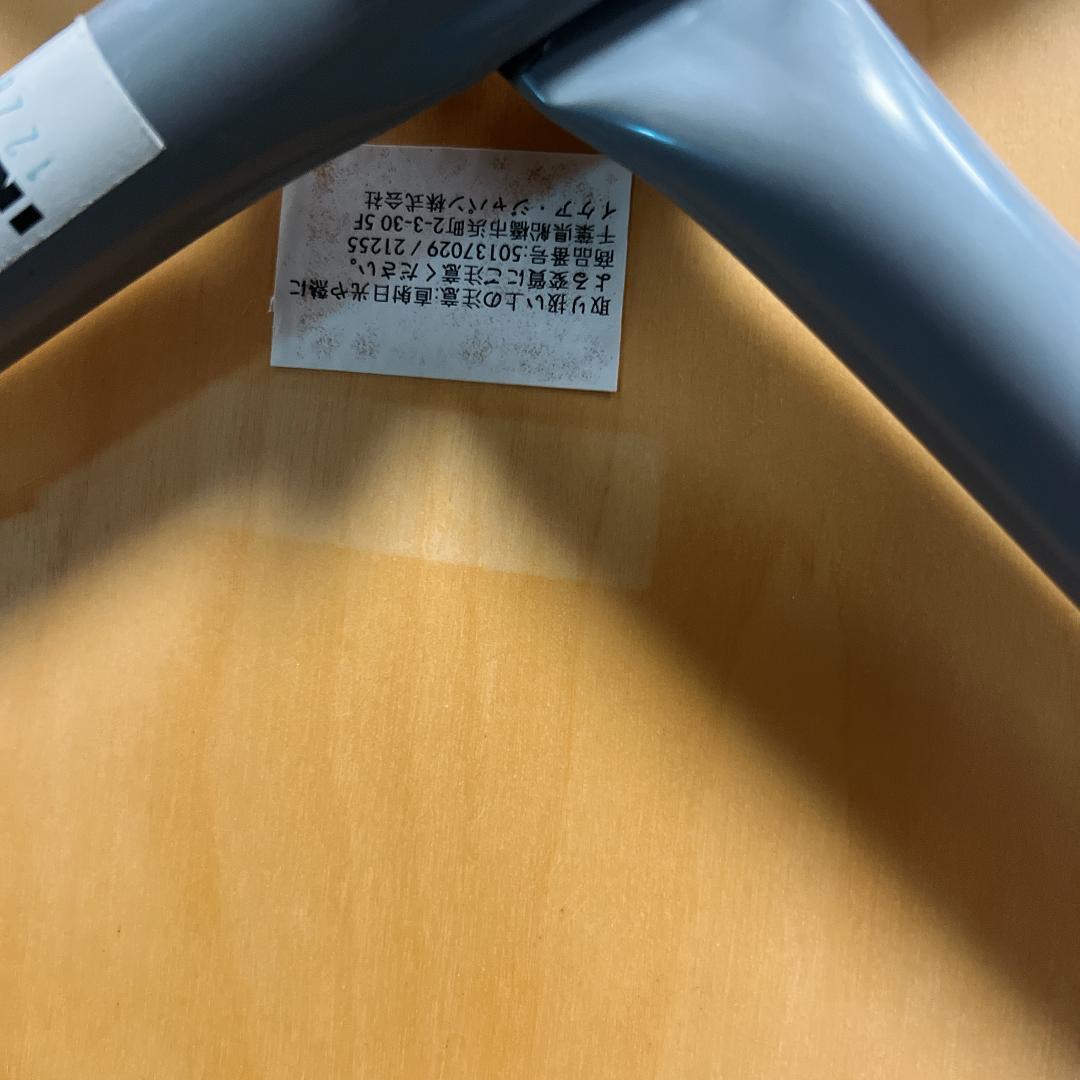 取り扱い上の注意:直射日光や熱に
よる変質にご注意ください。
商品番号:50137029 / 21255
千葉県船橋市浜町2-3-30 5F
イケア・ジャパン株式会社